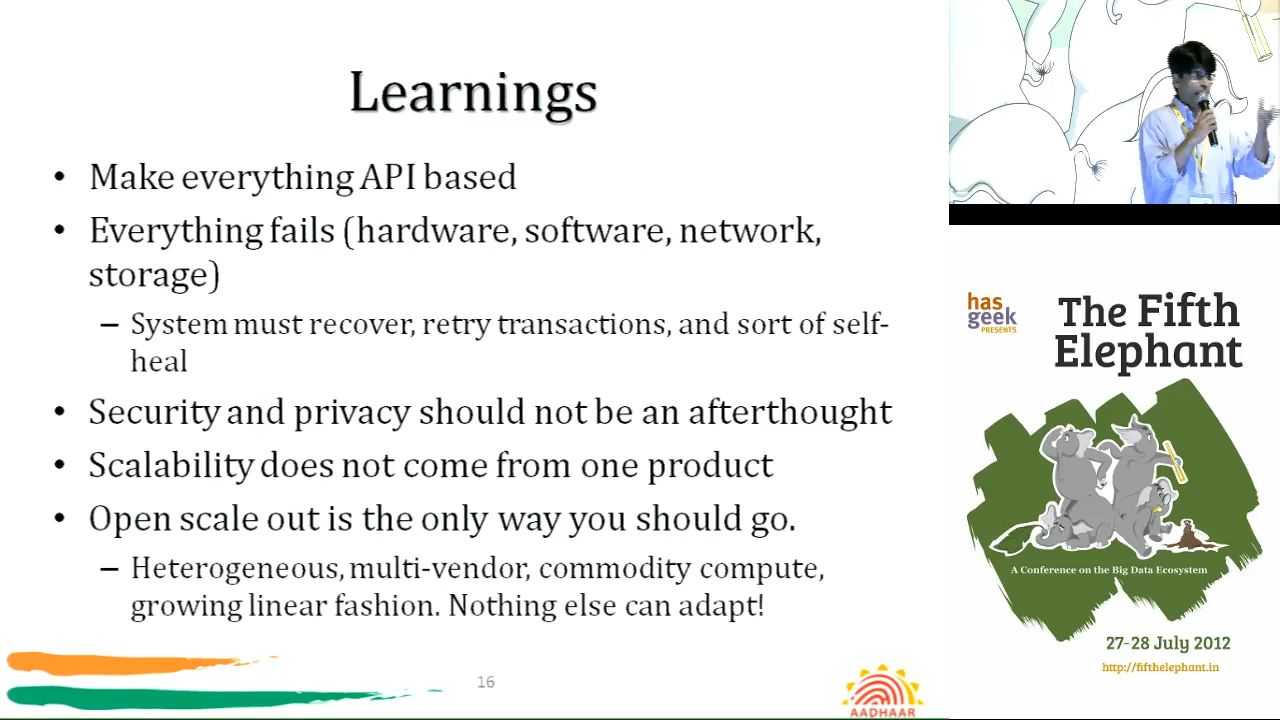 Learnings
• Make everything API based
• Everything fails (hardware, software, network,
storage)
– System must recover, retry transactions, and sort of self-
heal
• Security and privacy should not be an afterthought
• Scalability does not come from one product
• Open scale out is the only way you should go.
– Heterogeneous, multi-vendor, commodity compute,
growing linear fashion. Nothing else can adapt!
16
AADHAAR
has
geek
PRESENTS
The Fifth
Elephant
A Conference on the Big Data Ecosystem
27-28 July 2012
http://fifthelephant.in